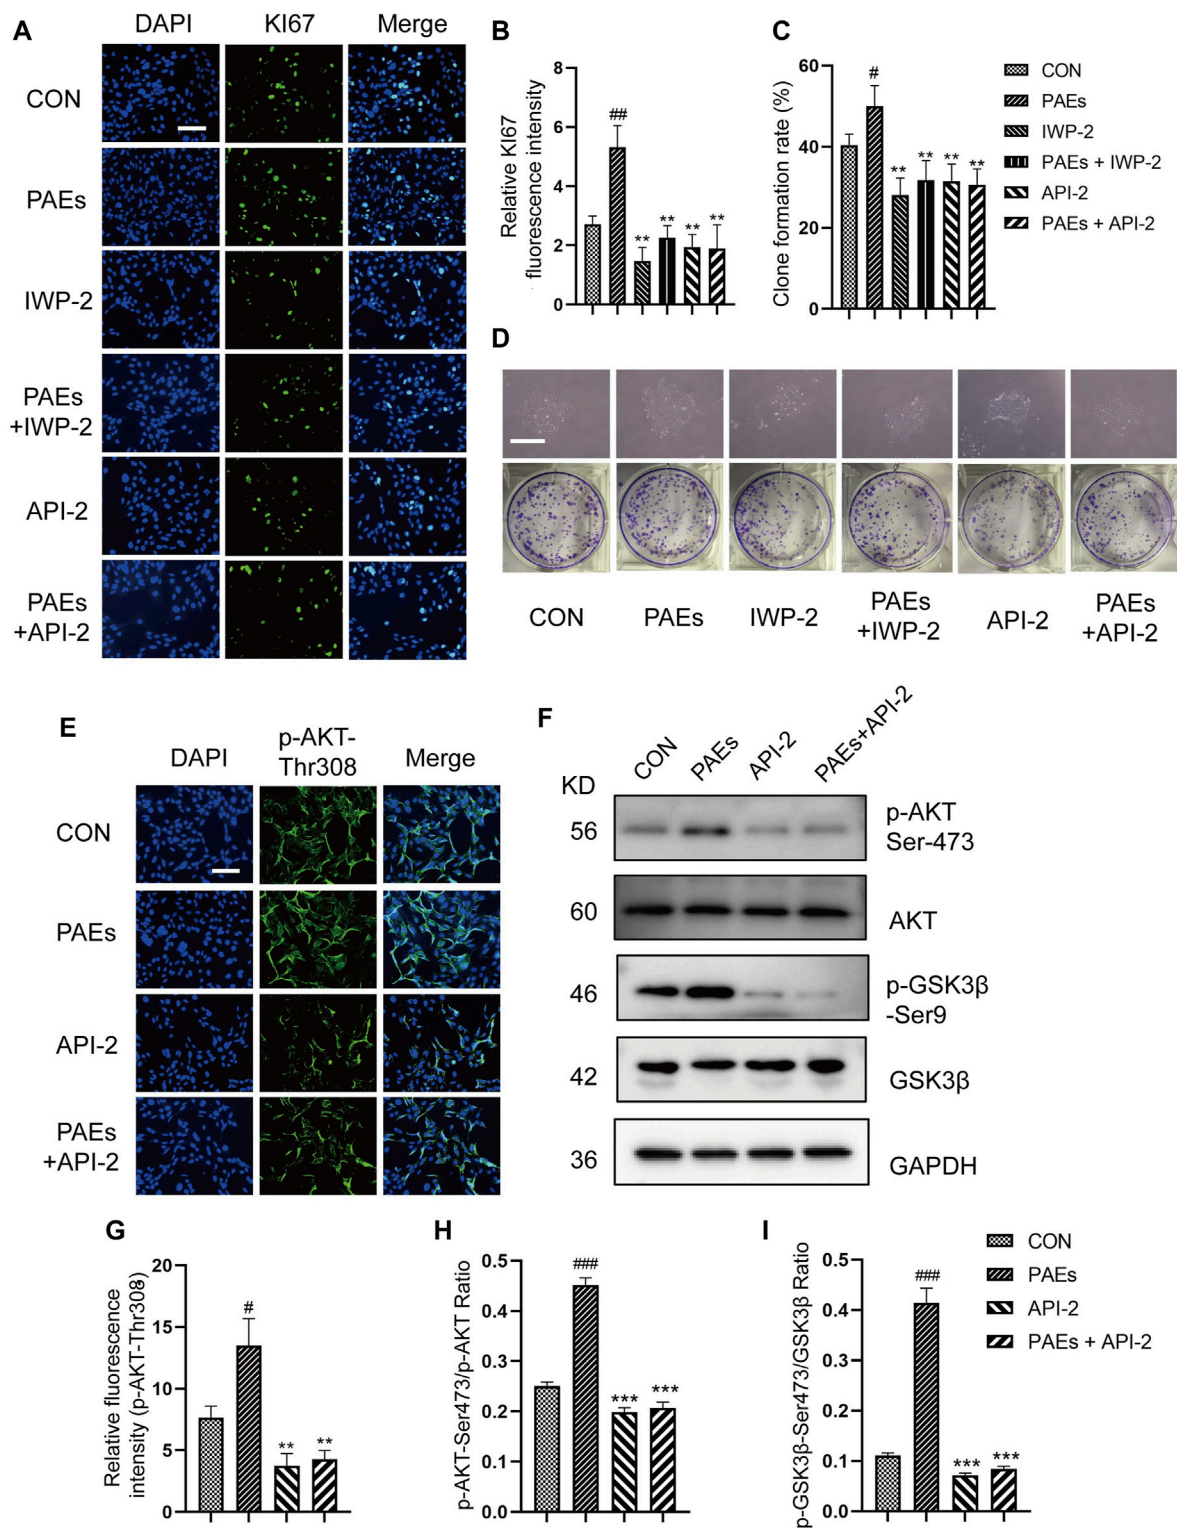 A
DAPI
KI67
Merge
CON
PAEs
IWP-2
PAEs
+IWP-2
API-2
PAEs
+API-2
B
Relative KI67
fluorescence intensity
8
6
4
2
0
##
**
**
**
**
C
Clone formation rate (%)
60
40
20
0
#
**
**
**
**
CON
PAEs
IWP-2
PAEs + IWP-2
API-2
PAEs + API-2
D
CON
PAEs
IWP-2
PAEs
+IWP-2
API-2
PAEs
+API-2
E
DAPI
p-AKT-
Thr308
Merge
CON
PAEs
API-2
PAEs
+API-2
F
KD
CON
PAEs
API-2
PAEs+API-2
56
p-AKT
Ser-473
60
AKT
46
p-GSK3β
-Ser9
42
GSK3β
36
GAPDH
G
Relative fluorescence
intensity (p-AKT-Thr308)
20
15
10
5
0
#
**
**
H
p-AKT-Ser473/p-AKT Ratio
0.5
0.4
0.3
0.2
0.1
0.0
###
***
***
I
p-GSK3β-Ser473/GSK3β Ratio
0.5
0.4
0.3
0.2
0.1
0.0
###
***
***
CON
PAEs
API-2
PAEs + API-2